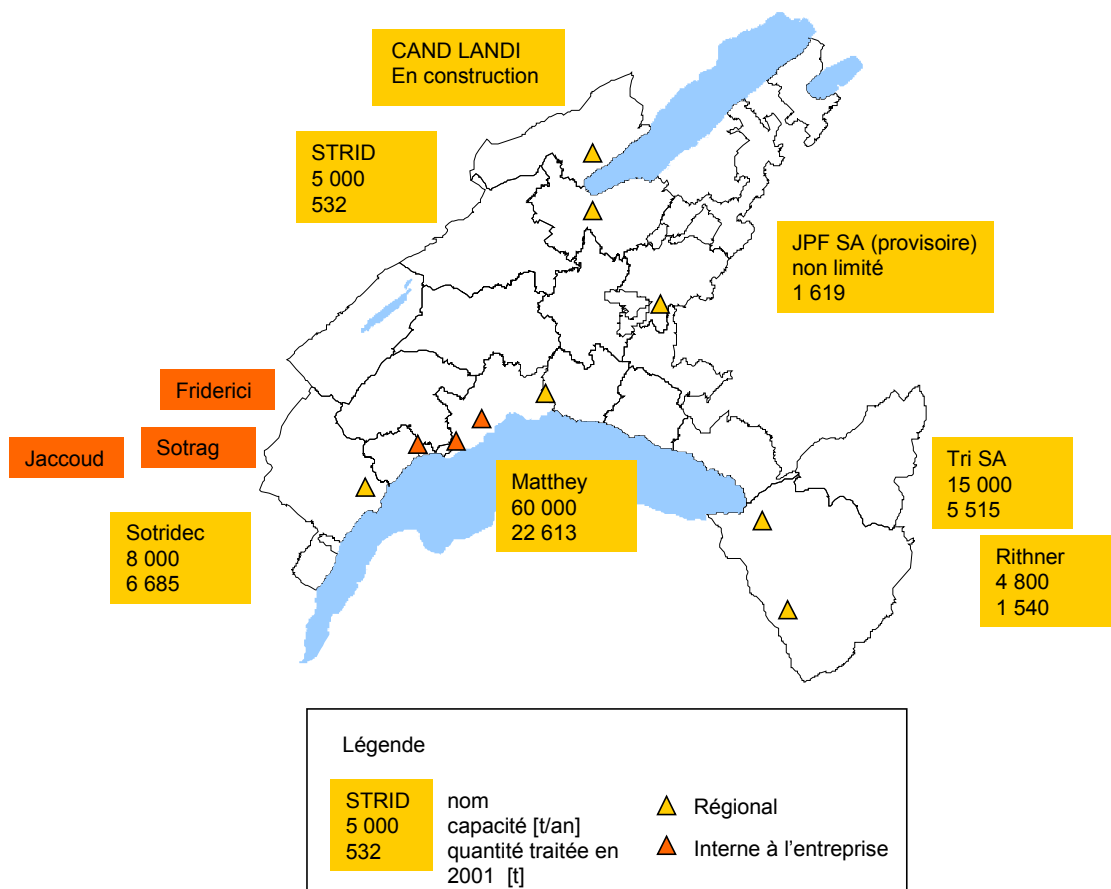 CAND LANDI
En construction
STRID
5 000
532
JPF SA (provisoire)
non limité
1 619
Friderici
Jaccoud
Sotrag
Sotridec
8 000
6 685
Matthey
60 000
22 613
Tri SA
15 000
5 515
Rithner
4 800
1 540
Légende
STRID
5 000
532
nom
capacité [t/an]
quantité traitée en
2001 [t]
Régional
Interne à l'entreprise